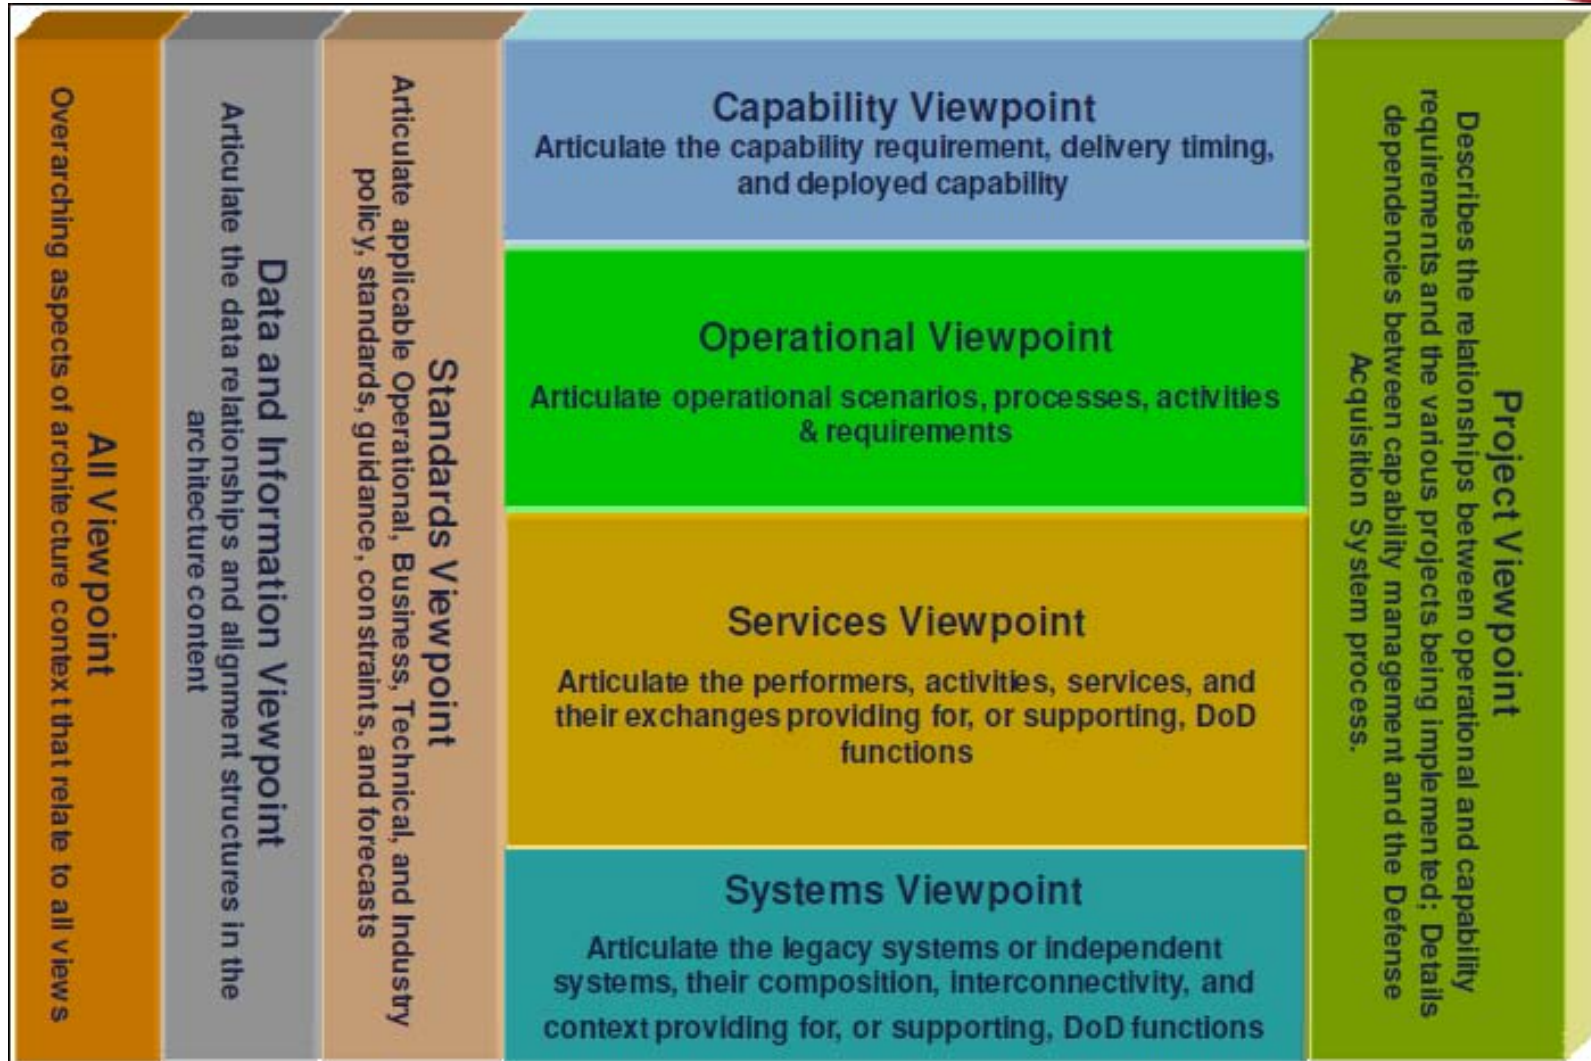 All Viewpoint
Overarching aspects of architecture context that relate to all views
Data and Information Viewpoint
Articulate the data relationships and alignment structures in the
architecture content
Standards Viewpoint
Articulate applicable Operational, Business, Technical, and Industry
policy, standards, guidance, constraints, and forecasts
Capability Viewpoint
Articulate the capability requirement, delivery timing,
and deployed capability
Operational Viewpoint
Articulate operational scenarios, processes, activities
& requirements
Services Viewpoint
Articulate the performers, activities, services, and
their exchanges providing for, or supporting, DoD
functions
Systems Viewpoint
Articulate the legacy systems or independent
systems, their composition, interconnectivity, and
context providing for, or supporting, DoD functions
Project Viewpoint
Describes the relationships between operational and capability
requirements and the various projects being implemented; Details
dependencies between capability management and the Defense
Acquisition System process.